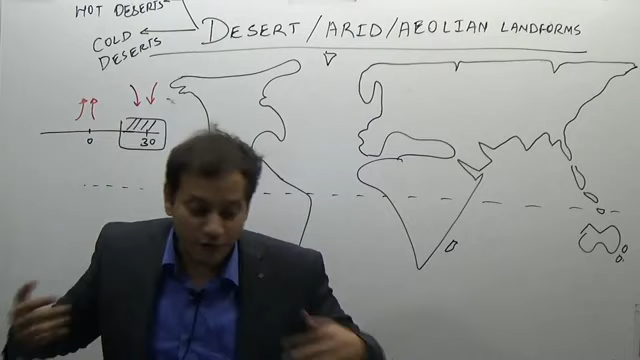 HOT DESERTS
COLD
DESERTS
DESERT/ARID/AEOLIAN LANDFORMS
0 30